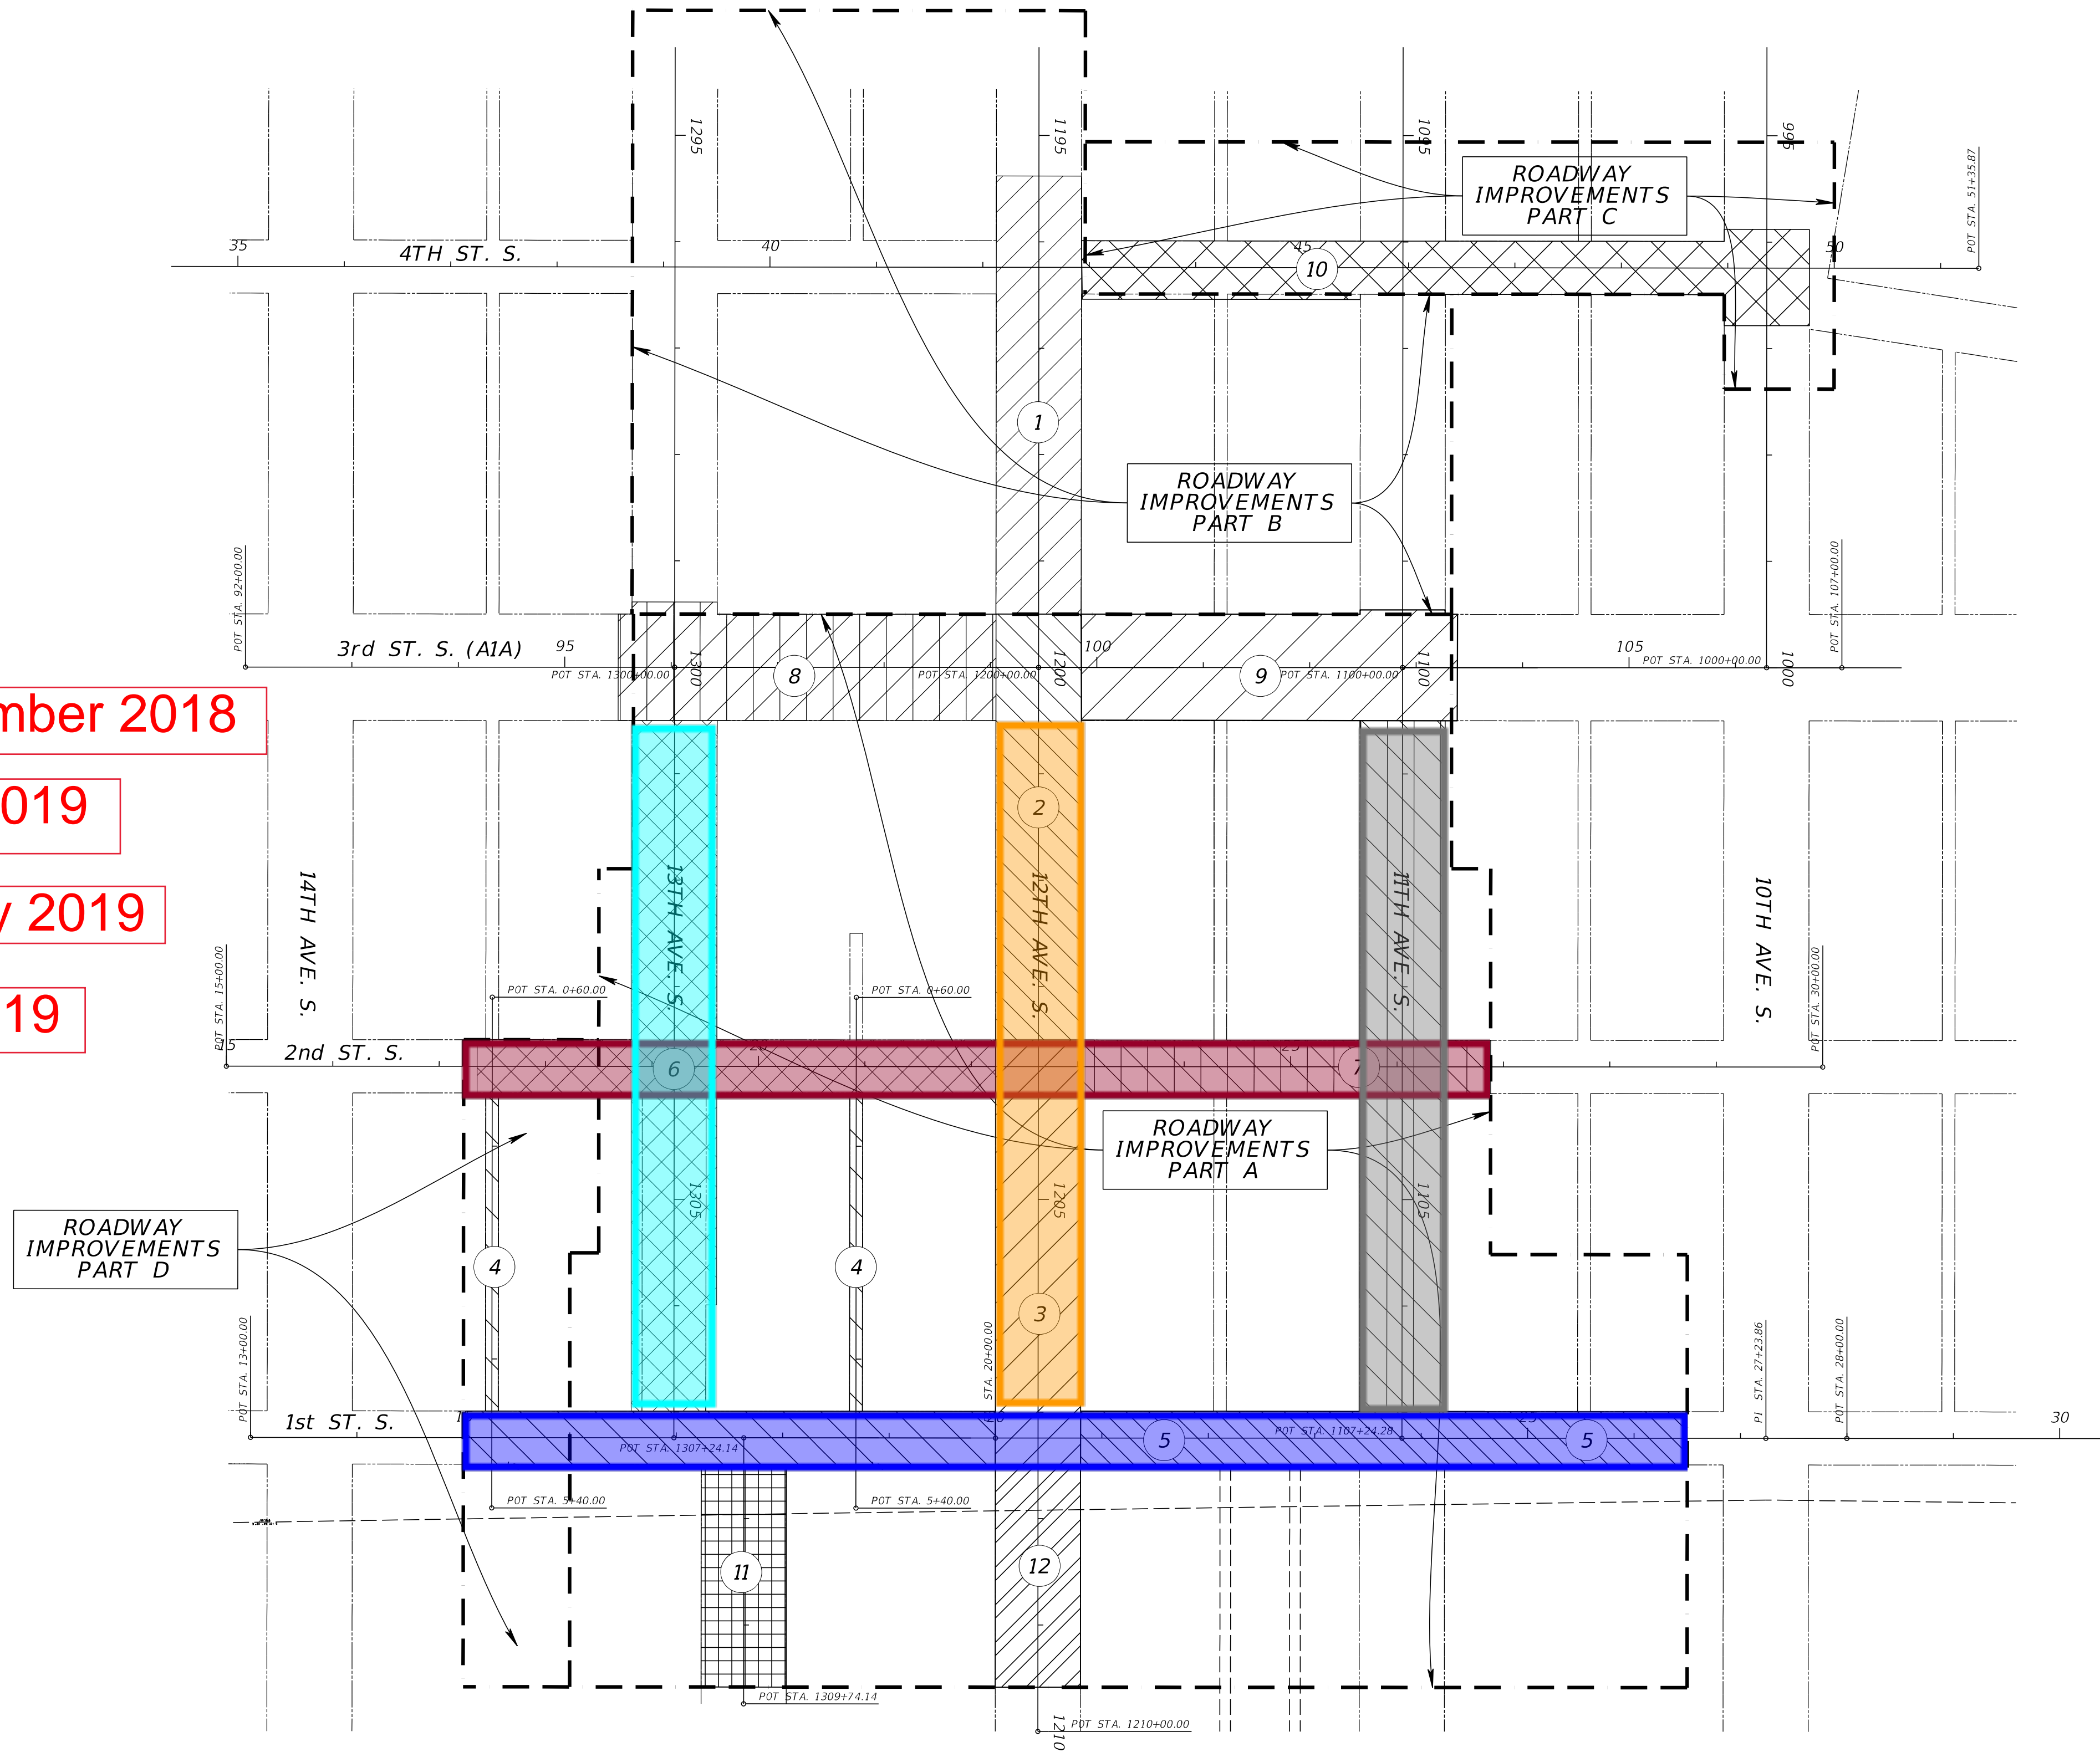 1295
1195
1095
995
POT STA. 51+35.87
ROADWAY
IMPROVEMENTS
PART C
35
4TH ST. S.
40
45
50
10
1
ROADWAY
IMPROVEMENTS
PART B
POT STA. 92+00.00
3rd ST. S. (A1A)
95
100
105
POT STA. 107+00.00
POT STA. 1300+00.00
1300
8
POT STA. 1200+00.00
1200
9
POT STA. 1100+00.00
1100
POT STA. 1000+00.00
1000
mber 2018
019
y 2019
19
2
14TH AVE. S.
13TH AVE. S.
12TH AVE. S.
11TH AVE. S.
10TH AVE. S.
POT STA. 15+00.00
POT STA. 0+60.00
POT STA. 0+60.00
POT STA. 30+00.00
15
2nd ST. S.
6
20
25
7
ROADWAY
IMPROVEMENTS
PART A
1305
1205
1105
ROADWAY
IMPROVEMENTS
PART D
4
4
3
POT STA. 13+00.00
STA. 20+00.00
PI STA. 27+23.86
POT STA. 28+00.00
1st ST. S.
POT STA. 1307+24.14
5
POT STA. 1107+24.28
25
5
30
POT STA. 5+40.00
POT STA. 5+40.00
11
12
POT STA. 1309+74.14
1210
POT STA. 1210+00.00